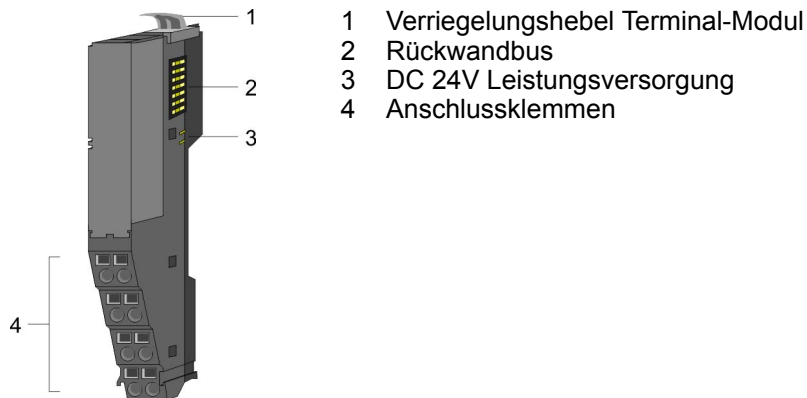 1
2
3
4
1 Verriegelungshebel Terminal-Modul
2 Rückwandbus
3 DC 24V Leistungsversorgung
4 Anschlussklemmen